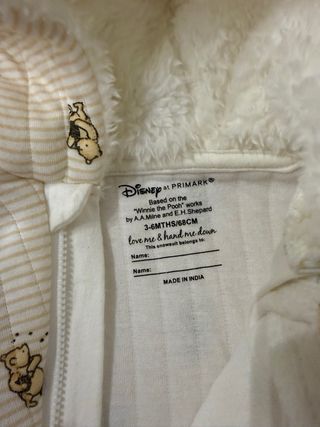 Disney at PRIMARK®
Based on the
"Winnie the Pooh" works
by A.A.Milne and E.H.Shepard
3-6MTHS/68CM
love me & hand me down
This snowsuit belongs to:
Name:
Name:
MADE IN INDIA